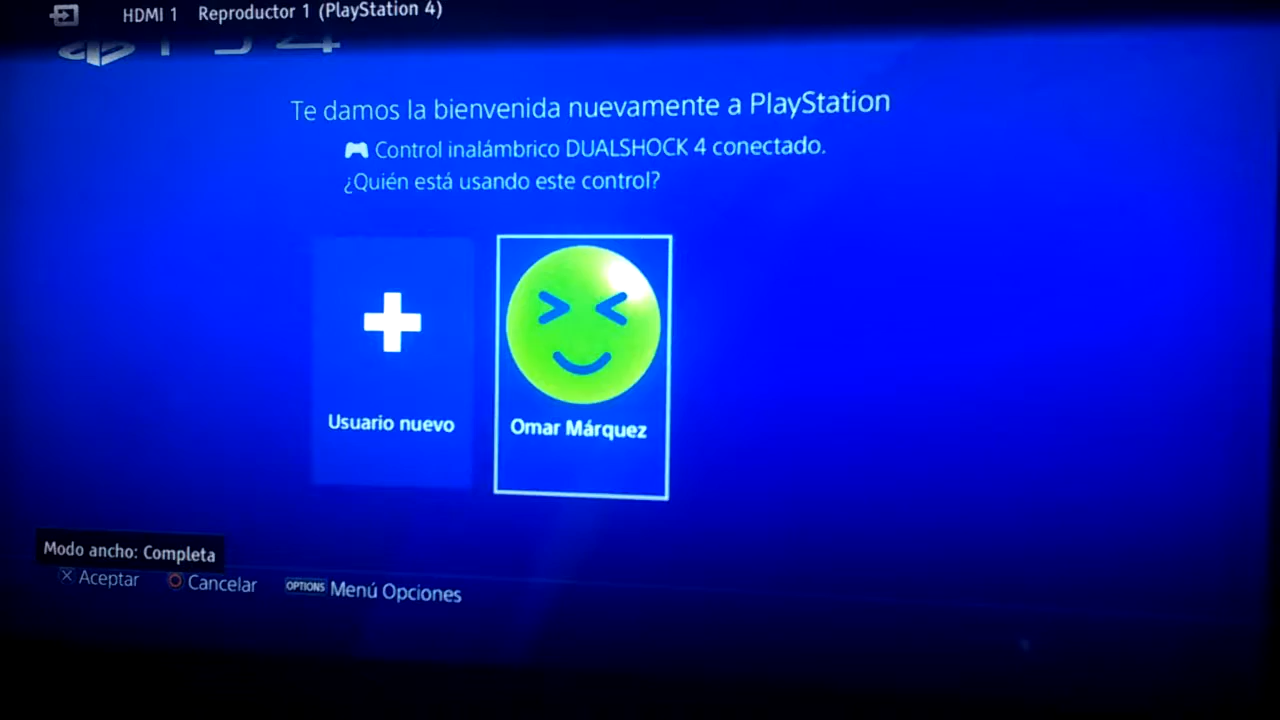 HDMI 1 Reproductor 1 (PlayStation 4)
PS4
Te damos la bienvenida nuevamente a PlayStation
Control inalámbrico DUALSHOCK 4 conectado.
¿Quién está usando este control?
Usuario nuevo
Omar Márquez
Modo ancho: Completa
Aceptar Cancelar OPTIONS Menú Opciones